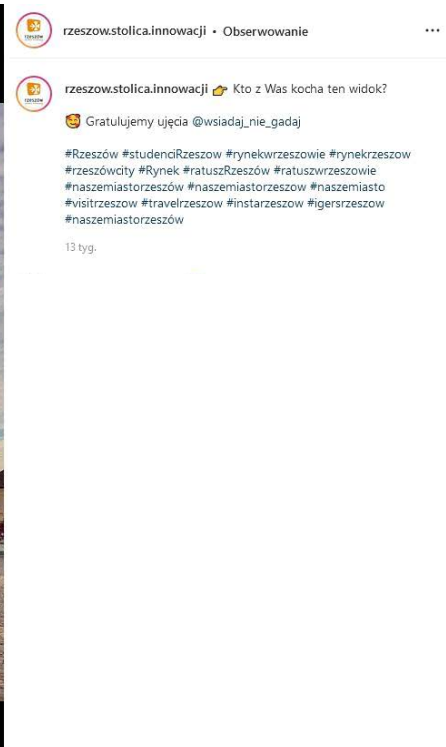 rzeszow.stolica.innowacji • Obserwowanie
rzeszow.stolica.innowacji 👉 Kto z Was kocha ten widok?
🥰 Gratulujemy ujęcia @wsiadaj_nie_gadaj
#Rzeszów #studenciRzeszow #rynekwrzeszowie #rynekrzeszow
#rzeszówcity #Rynek #ratuszRzeszów #ratuszwrzeszowie
#naszemiastorzeszów #naszemiastorzeszow #naszemiasto
#visitrzeszow #travelrzeszow #instarzeszow #igersrzeszow
#naszemiastorzeszów
13 tyg.